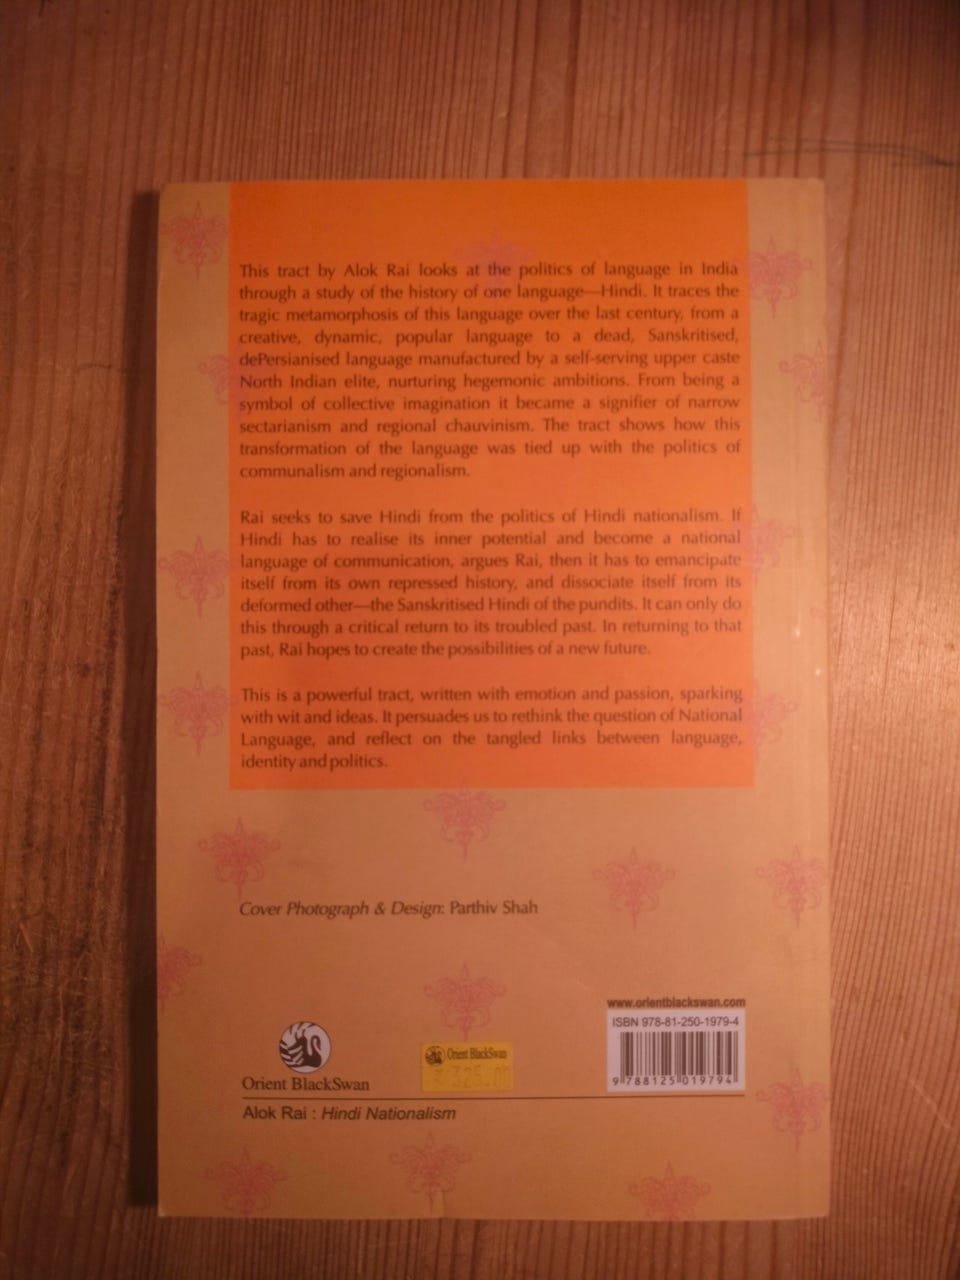 This tract by Alok Rai looks at the politics of language in India
through a study of the history of one language—Hindi. It traces the
tragic metamorphosis of this language over the last century, from a
creative, dynamic, popular language to a dead, Sanskritised,
dePersianised language manufactured by a self-serving upper caste
North Indian elite, nurturing hegemonic ambitions. From being a
symbol of collective imagination it became a signifier of narrow
sectarianism and regional chauvinism. The tract shows how this
transformation of the language was tied up with the politics of
communalism and regionalism.
Rai seeks to save Hindi from the politics of Hindi nationalism. If
Hindi has to realise its inner potential and become a national
language of communication, argues Rai, then it has to emancipate
itself from its own repressed history, and dissociate itself from its
deformed other—the Sanskritised Hindi of the pundits. It can only do
this through a critical return to its troubled past. In returning to that
past, Rai hopes to create the possibilities of a new future.
This is a powerful tract, written with emotion and passion, sparking
with wit and ideas. It persuades us to rethink the question of National
Language, and reflect on the tangled links between language,
identity and politics.
Cover Photograph & Design: Parthiv Shah
www.orientblackswan.com
ISBN 978-81-250-1979-4
9 788125 019794
Orient BlackSwan
Orient BlackSwan
₹ 325.00
Alok Rai : Hindi Nationalism